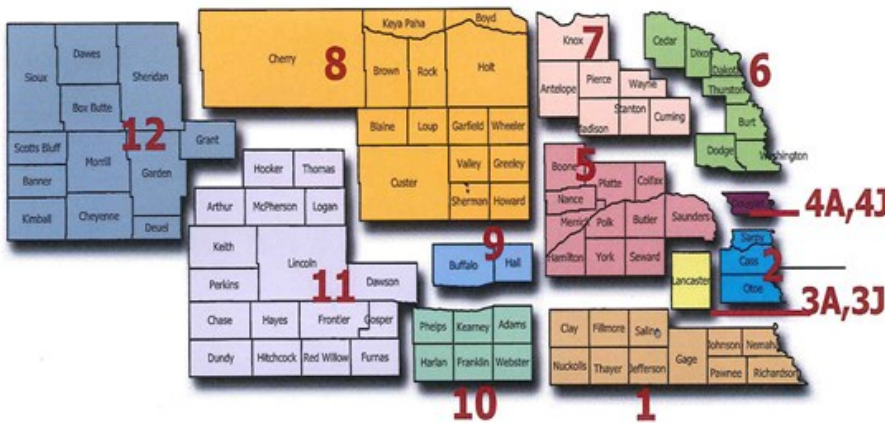 Sioux
Dawes
Sheridan
Box Butte
12
Scotts Bluff
Morrill
Grant
Banner
Garden
Kimball
Cheyenne
Deuel
Cherry
8
Keya Paha
Boyd
Brown
Rock
Holt
Blaine
Loup
Garfield
Wheeler
Custer
Valley
Greeley
Sherman
Howard
Knox
7
Antelope
Pierce
Wayne
Stanton
Cuming
Madison
Cedar
Dixon
Dakota
6
Thurston
Burt
Dodge
Washington
Boone
5
Platte
Colfax
Nance
Merrick
Polk
Butler
Saunders
Hamilton
York
Seward
Douglas
4A,4J
Sarpy
2
Cass
Otoe
Lancaster
3A,3J
Hooker
Thomas
Arthur
McPherson
Logan
Keith
Lincoln
Perkins
11
Dawson
Chase
Hayes
Frontier
Gosper
Dundy
Hitchcock
Red Willow
Furnas
9
Buffalo
Hall
Phelps
Kearney
Adams
Harlan
Franklin
Webster
10
Clay
Fillmore
Saline
Gage
Johnson
Nemaha
Nuckolls
Thayer
Jefferson
Pawnee
Richardson
1